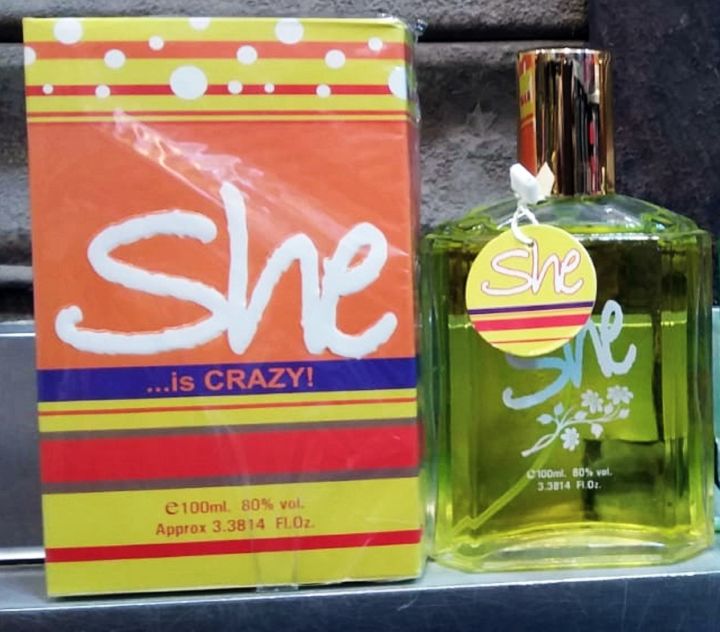 She
...is CRAZY!
℮100ml. 80% vol.
Approx 3.3814 Fl.Oz.
She
She
℮100ml. 80% vol.
3.3814 Fl.Oz.